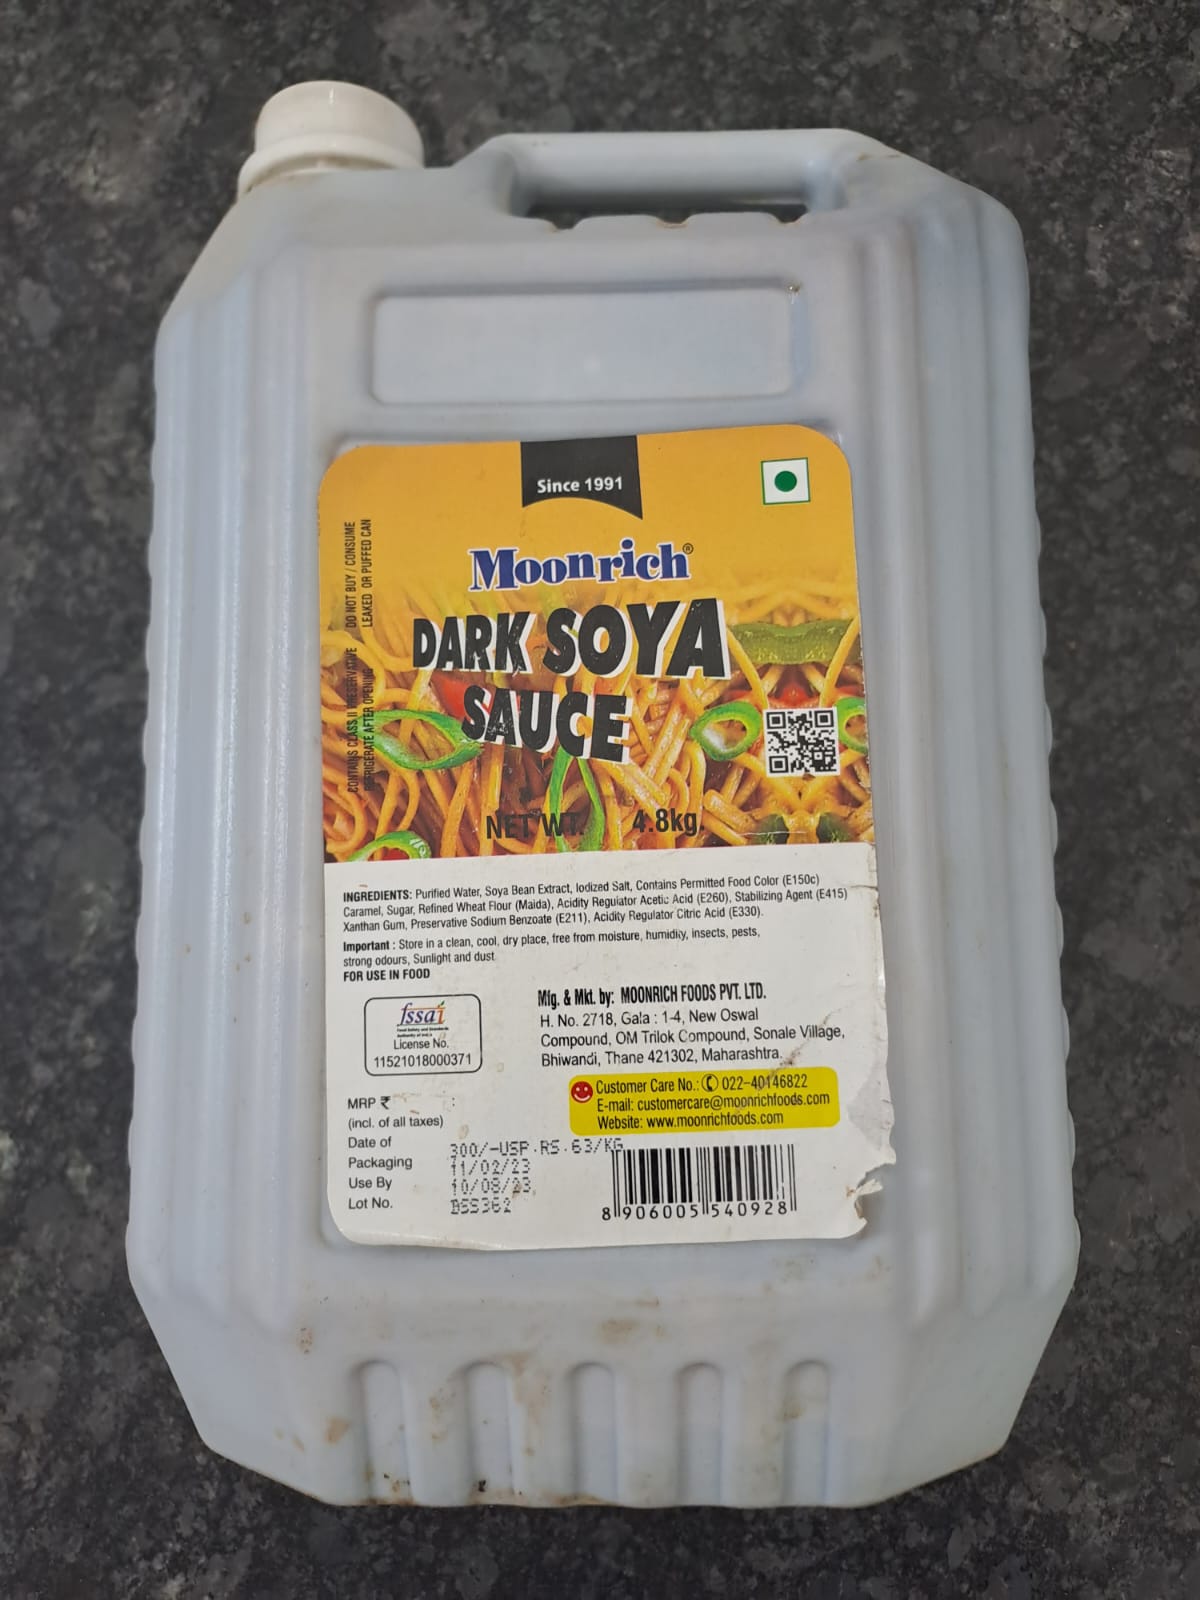 Since 1991
Moonrich®
DARK SOYA
SAUCE
NET WT. 4.8kg.
DO NOT BUY / CONSUME
LEAKED OR PUFFED CAN
CONTAINS CLASS II PRESERVATIVE
REFRIGERATE AFTER OPENING
INGREDIENTS: Purified Water, Soya Bean Extract, Iodized Salt, Contains Permitted Food Color (E150c)
Caramel, Sugar, Refined Wheat Flour (Maida), Acidity Regulator Acetic Acid (E260), Stabilizing Agent (E415)
Xanthan Gum, Preservative Sodium Benzoate (E211), Acidity Regulator Citric Acid (E330).
Important : Store in a clean, cool, dry place, free from moisture, humidity, insects, pests,
strong odours, Sunlight and dust
FOR USE IN FOOD
fssai
Food Safety and Standards
Authority of India
License No.
11521018000371
Mfg. & Mkt. by: MOONRICH FOODS PVT. LTD.
H. No. 2718, Gala : 1-4, New Oswal
Compound, OM Trilok Compound, Sonale Village,
Bhiwandi, Thane 421302, Maharashtra.
Customer Care No.: 022-40146822
E-mail: customercare@moonrichfoods.com
Website: www.moonrichfoods.com
MRP ₹ :
(incl. of all taxes)
300/-USP.RS.63/KG
Date of
Packaging 11/02/23
Use By 10/08/23
Lot No. BSS362
8 906005 540928